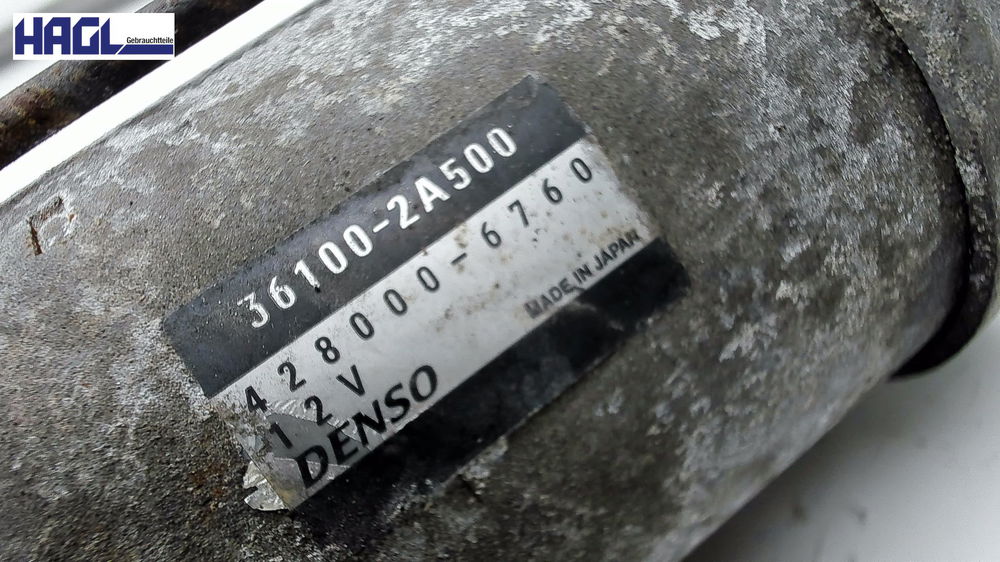 HAGL
Gebrauchtteile
36100-2A500
428000-6760
12V
MADE IN JAPAN
DENSO